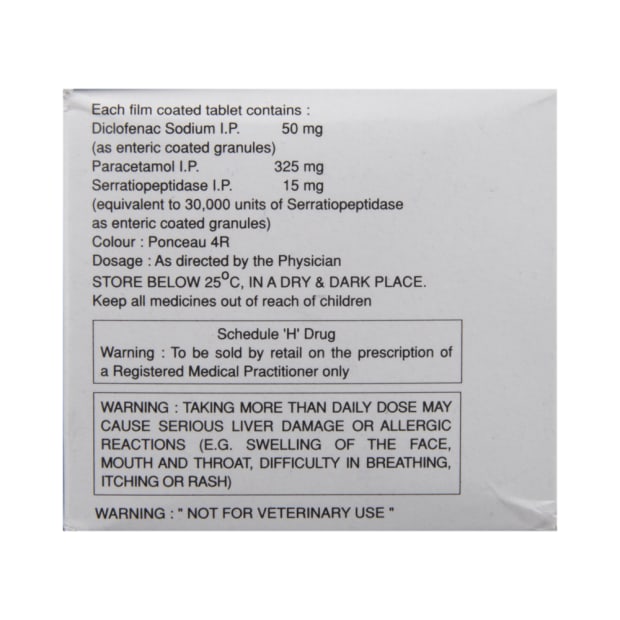 Each film coated tablet contains :
Diclofenac Sodium I.P. 50 mg
(as enteric coated granules)
Paracetamol I.P. 325 mg
Serratiopeptidase I.P. 15 mg
(equivalent to 30,000 units of Serratiopeptidase
as enteric coated granules)
Colour : Ponceau 4R
Dosage : As directed by the Physician
STORE BELOW 25°C, IN A DRY & DARK PLACE.
Keep all medicines out of reach of children
Schedule 'H' Drug
Warning : To be sold by retail on the prescription of
a Registered Medical Practitioner only
WARNING : TAKING MORE THAN DAILY DOSE MAY
CAUSE SERIOUS LIVER DAMAGE OR ALLERGIC
REACTIONS (E.G. SWELLING OF THE FACE,
MOUTH AND THROAT, DIFFICULTY IN BREATHING,
ITCHING OR RASH)
WARNING : " NOT FOR VETERINARY USE "